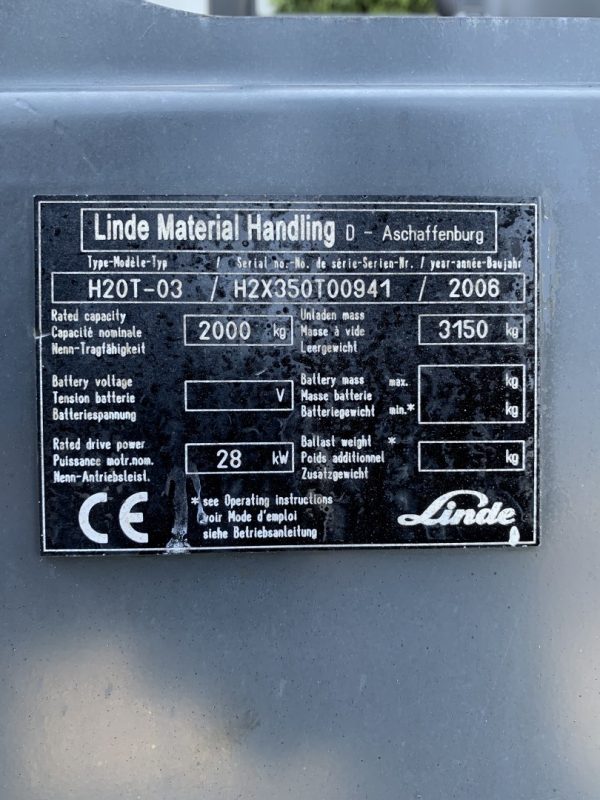 Linde Material Handling D - Aschaffenburg
Type-Modèle-Typ / Serial no.-No. de série-Serien-Nr. / year-année-Baujahr
H20T-03 / H2X350T00941 / 2006
Rated capacity
Capacité nominale
Nenn-Tragfähigkeit
2000 kg
Unladen mass
Masse à vide
Leergewicht
3150 kg
Battery voltage
Tension batterie
Batteriespannung
V
Battery mass max.
Masse batterie
Batteriegewicht min.*
kg
kg
Rated drive power
Puissance motr.nom.
Nenn-Antriebsleist.
28 kW
Ballast weight *
Poids additionnel
Zusatzgewicht
kg
CE
* see Operating instructions
voir Mode d'emploi
siehe Betriebsanleitung
Linde